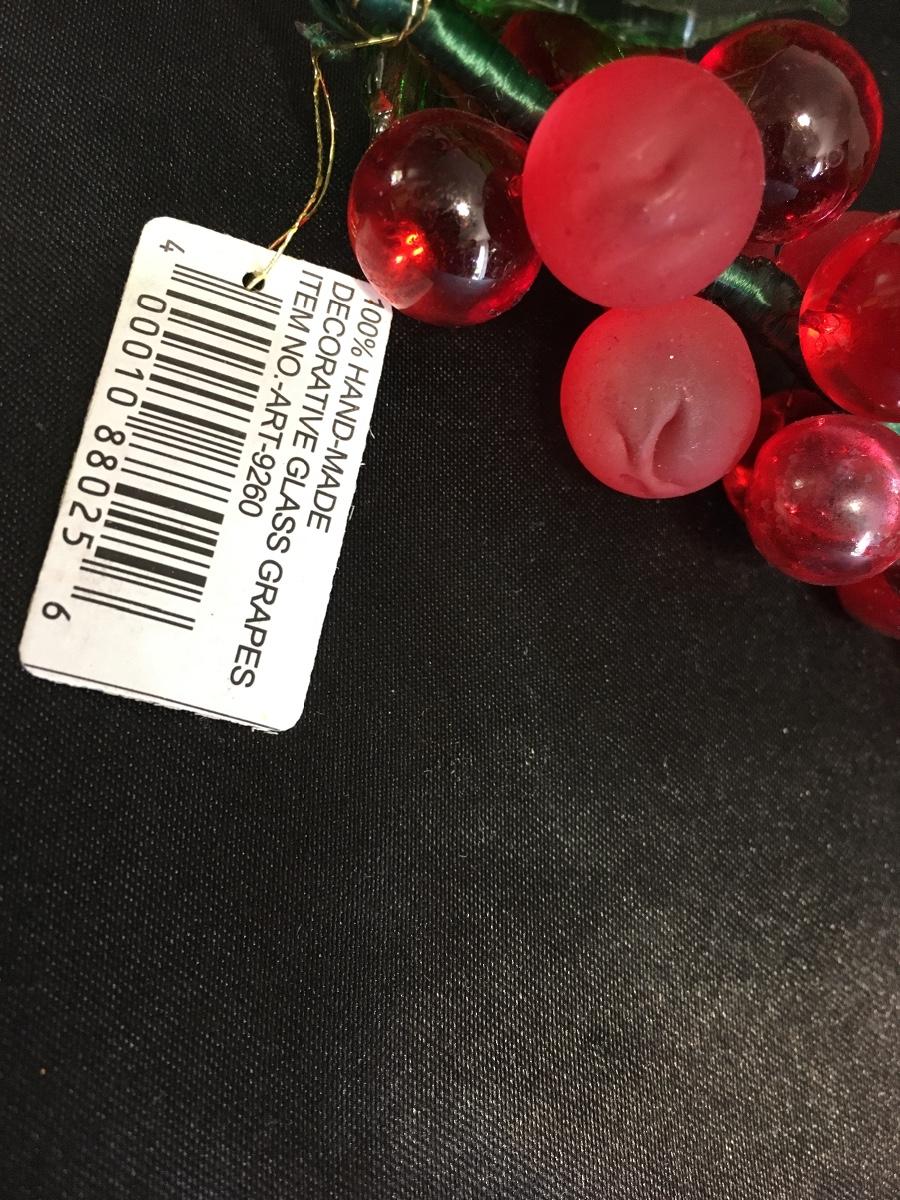 100% HAND-MADE
DECORATIVE GLASS GRAPES
ITEM NO.-ART-9260
4 00010 88025 6